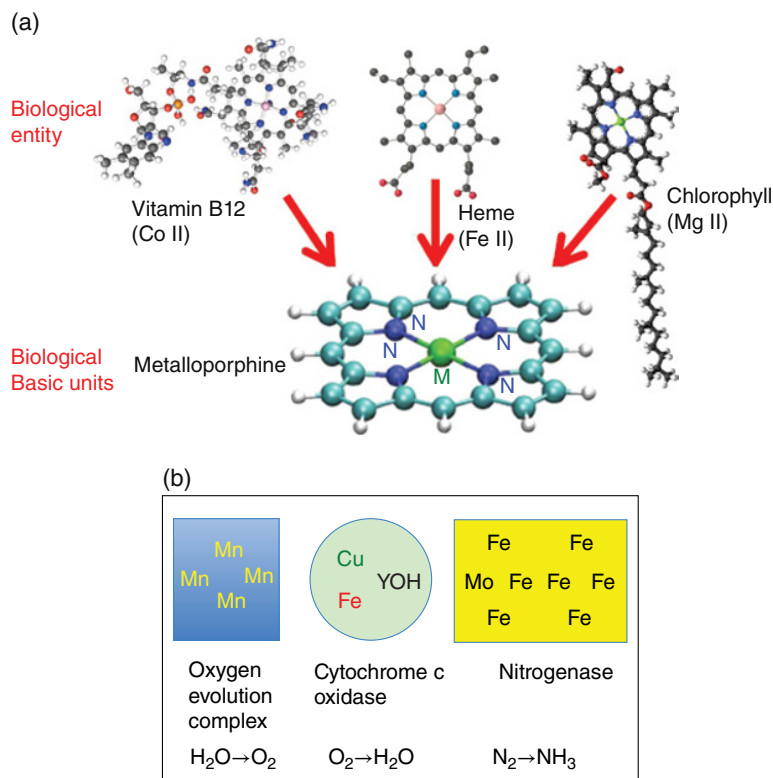 (a)
Biological
entity
Vitamin B12
(Co II)
Heme
(Fe II)
Chlorophyll
(Mg II)
Biological
Basic units
Metalloporphine
N
N
N
M
N
(b)
Mn
Mn
Mn
Mn
Cu
YOH
Fe
Fe
Fe
Mo Fe Fe Fe
Fe
Fe
Oxygen
evolution
complex
Cytochrome c
oxidase
Nitrogenase
H₂O→O₂
O₂→H₂O
N₂→NH₃